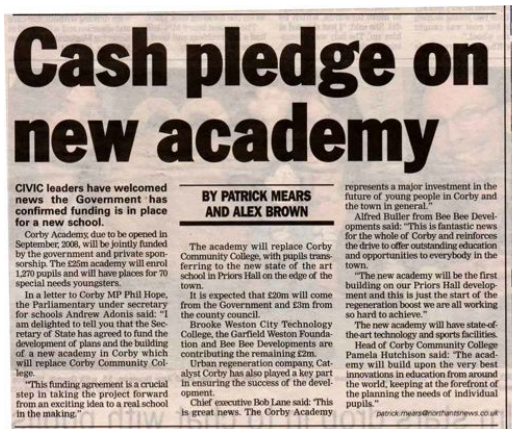 Cash pledge on
new academy
CIVIC leaders have welcomed
news the Government has
confirmed funding is in place
for a new school.
Corby Academy, due to be opened in
September, 2008, will be jointly funded
by the government and private spon-
sorship. The £25m academy will enrol
1,270 pupils and will have places for 70
special needs youngsters.
In a letter to Corby MP Phil Hope,
the Parliamentary under secretary
for schools Andrew Adonis said: "I
am delighted to tell you that the Sec-
retary of State has agreed to fund the
development of plans and the building
of a new academy in Corby which
will replace Corby Community Col-
lege.
"This funding agreement is a crucial
step in taking the project forward
from an exciting idea to a real school
in the making."
BY PATRICK MEARS
AND ALEX BROWN
The academy will replace Corby
Community College, with pupils trans-
ferring to the new state of the art
school in Priors Hall on the edge of
the town.
It is expected that £20m will come
from the Government and £3m from
the county council.
Brooke Weston City Technology
College, the Garfield Weston Founda-
tion and Bee Bee Developments are
contributing the remaining £2m.
Urban regeneration company, Cat-
alyst Corby has also played a key part
in ensuring the success of the devel-
opment.
Chief executive Bob Lane said: "This
is great news. The Corby Academy
represents a major investment in the
future of young people in Corby and
the town in general."
Alfred Buller from Bee Bee Devel-
opments said: "This is fantastic news
for the whole of Corby and reinforces
the drive to offer outstanding education
and opportunities to everybody in the
town.
"The new academy will be the first
building on our Priors Hall develop-
ment and this is just the start of the
regeneration boost we are all working
so hard to achieve."
The new academy will have state-of-
the-art technology and sports facilities.
Head of Corby Community College
Pamela Hutchison said: "The acad-
emy will build upon the very best
innovations in education from around
the world, keeping at the forefront of
the planning the needs of individual
pupils."
patrick.mears@northantsnews.co.uk